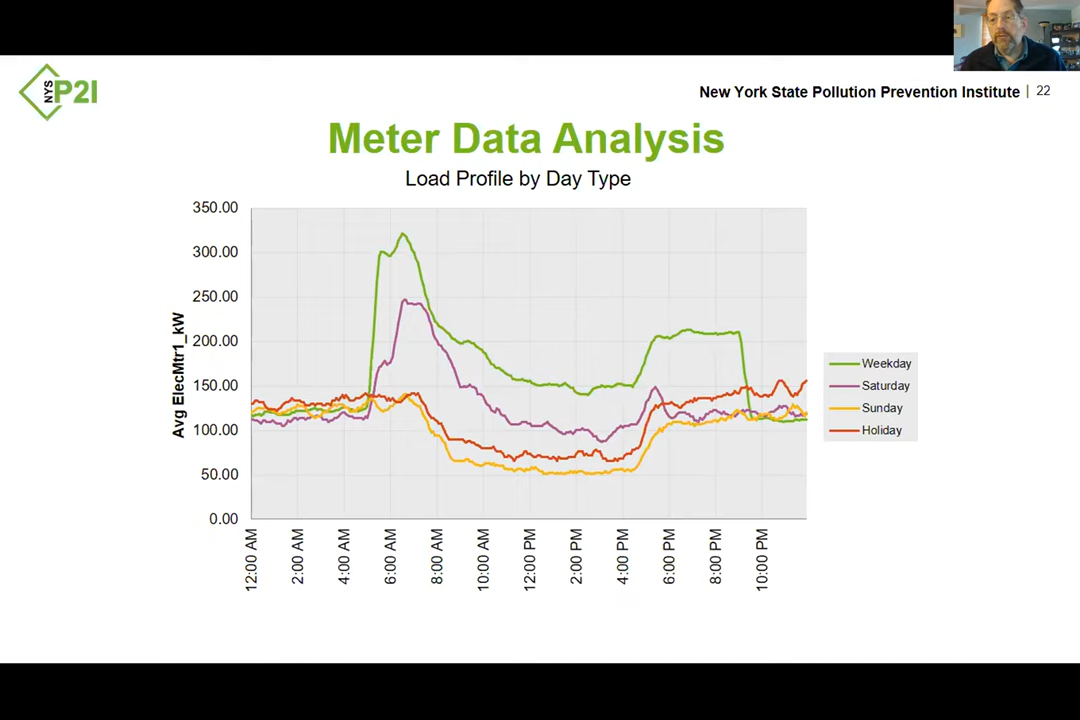 NYS P2I
New York State Pollution Prevention Institute | 22
Meter Data Analysis
Load Profile by Day Type
Avg ElecMtr1_kW
350.00
300.00
250.00
200.00
150.00
100.00
50.00
0.00
12:00 AM
2:00 AM
4:00 AM
6:00 AM
8:00 AM
10:00 AM
12:00 PM
2:00 PM
4:00 PM
6:00 PM
8:00 PM
10:00 PM
Weekday
Saturday
Sunday
Holiday